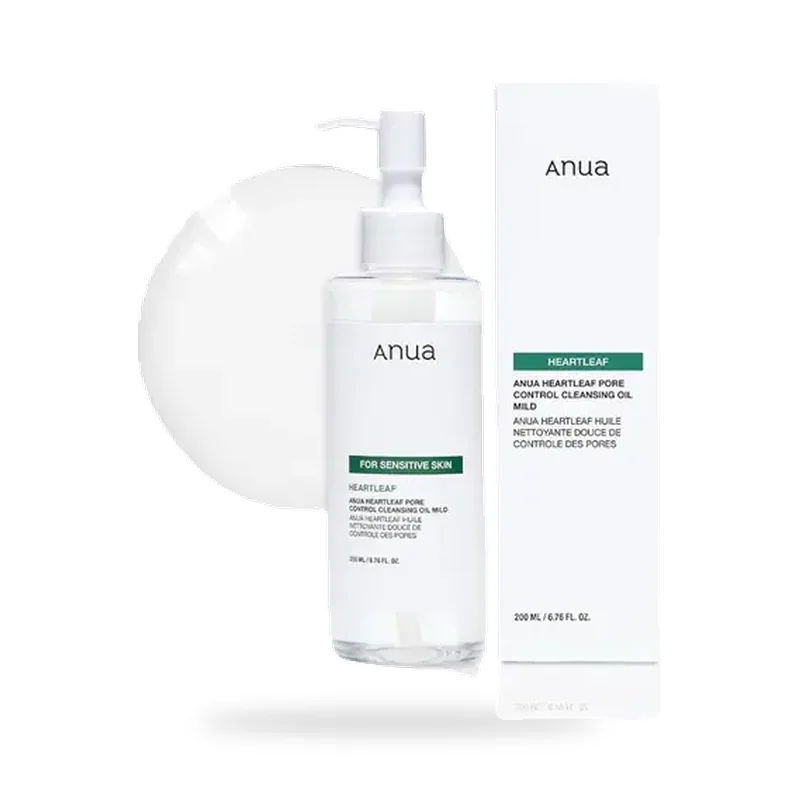 Anua
FOR SENSITIVE SKIN
HEARTLEAF
ANUA HEARTLEAF PORE
CONTROL CLEANSING OIL MILD
ANUA HEARTLEAF HUILE
NETTOYANTE DOUCE DE
CONTROLE DES PORES
200 ML / 6.76 FL. OZ.
Anua
HEARTLEAF
ANUA HEARTLEAF PORE
CONTROL CLEANSING OIL
MILD
ANUA HEARTLEAF HUILE
NETTOYANTE DOUCE DE
CONTROLE DES PORES
200 ML / 6.76 FL. OZ.